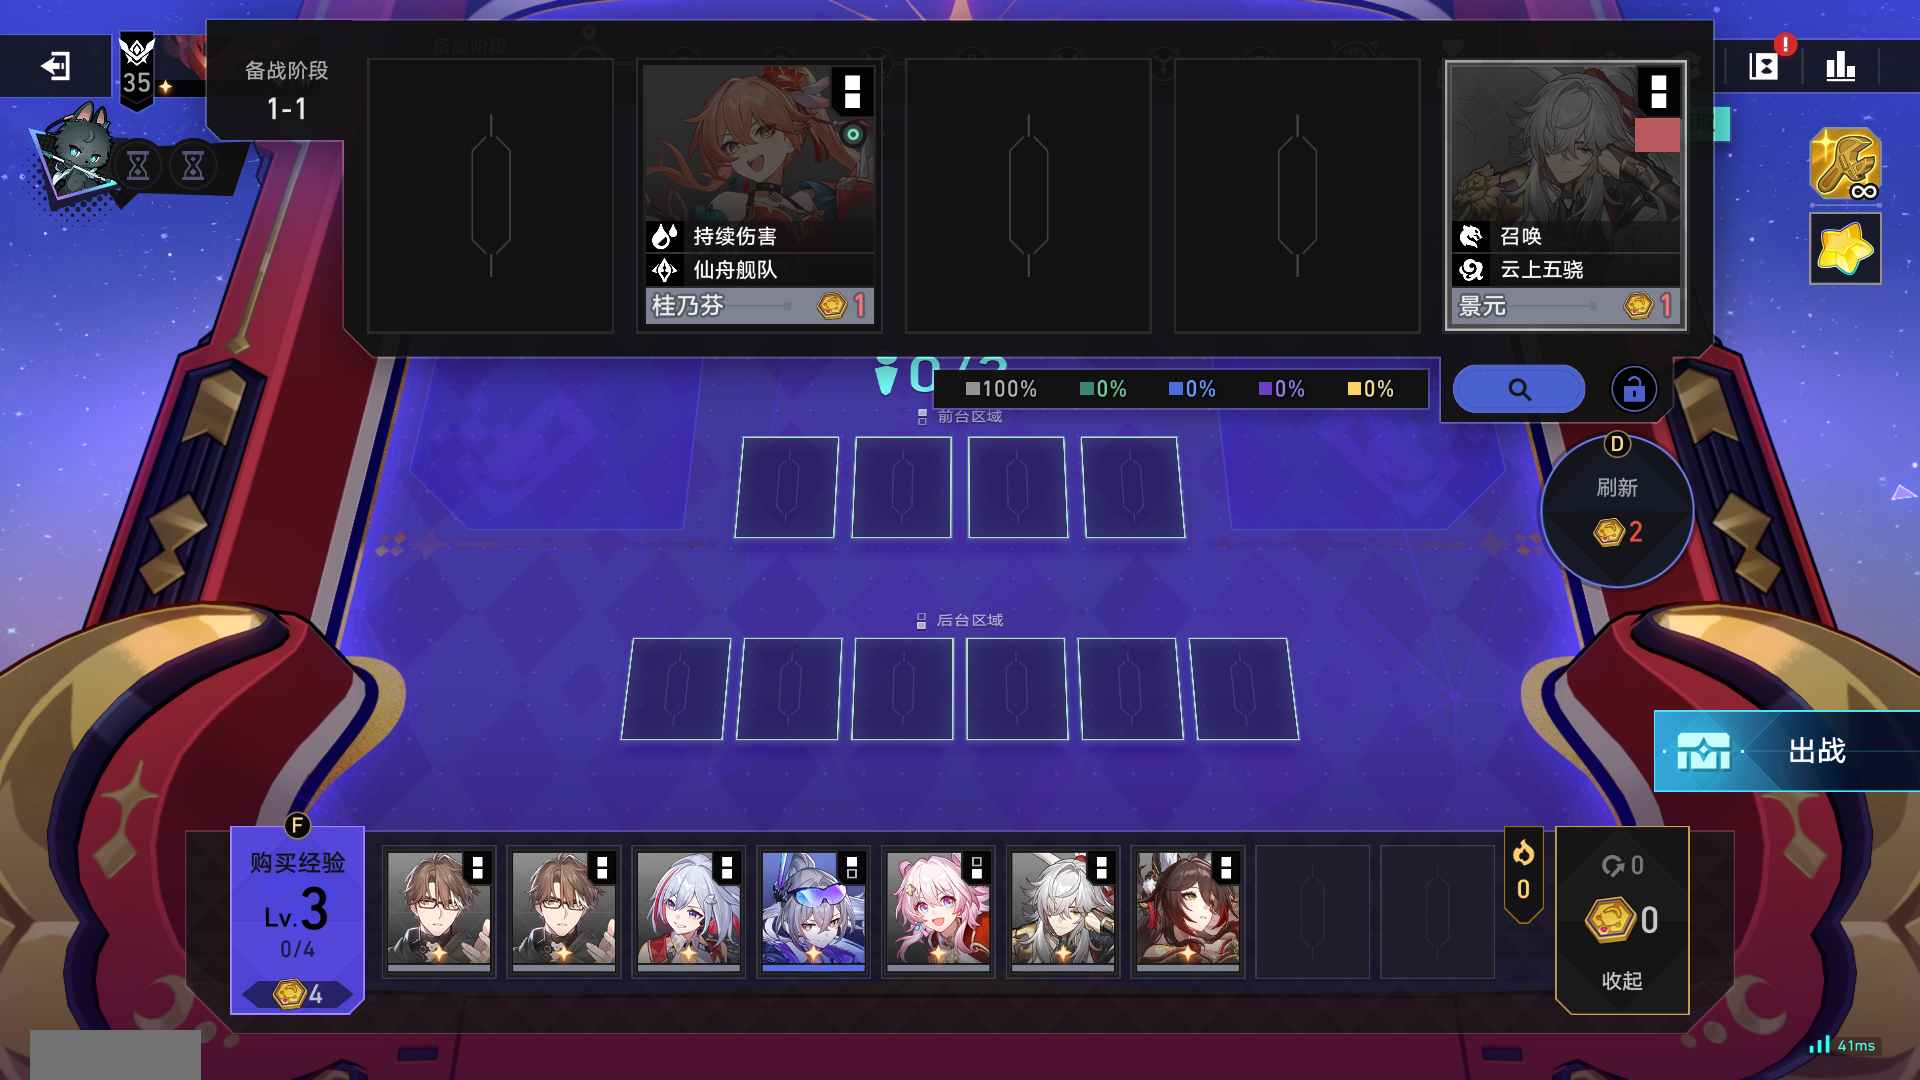 35
备战阶段
1-1
持续伤害
仙舟舰队
桂乃芬
1
召唤
云上五骁
景元
1
0/3
100%
0%
0%
0%
0%
前台区域
D
刷新
2
后台区域
出战
F
购买经验
Lv.3
0/4
4
0
0
0
收起
41ms